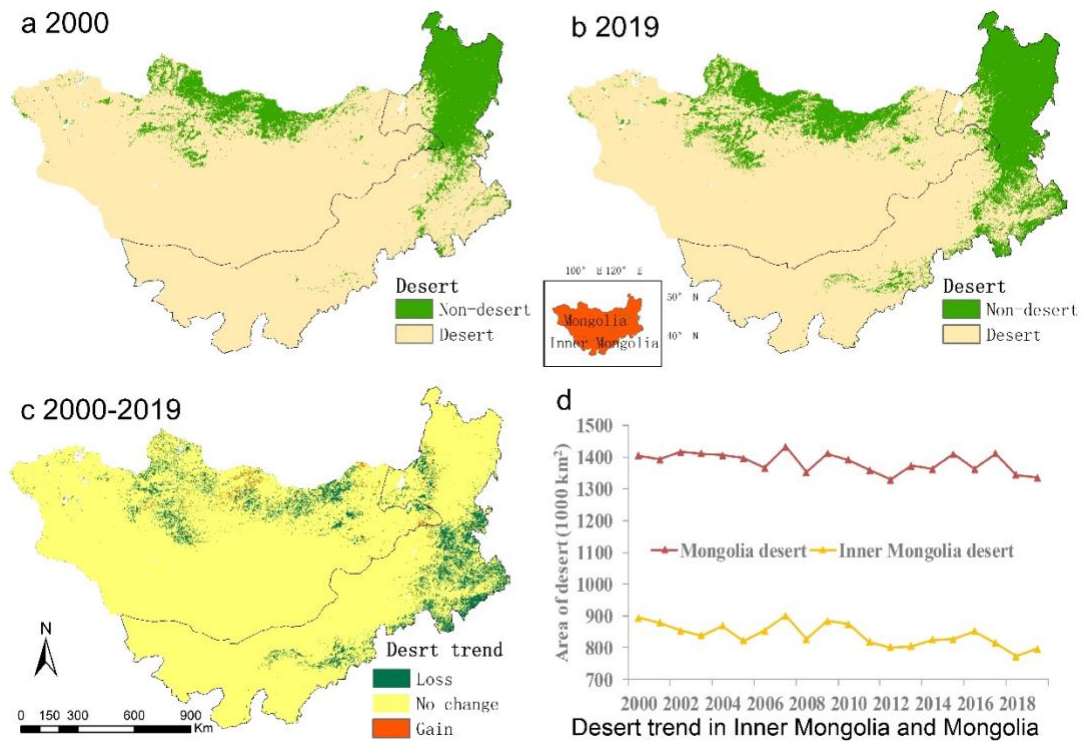 a 2000
Desert
Non-desert
Desert
b 2019
Desert
Non-desert
Desert
100° E 120° E
50° N
40° N
Mongolia
Inner Mongolia
c 2000-2019
N
0 150 300 600 900
Km
Desrt trend
Loss
No change
Gain
d
Area of desert (1000 km²)
1500
1400
1300
1200
1100
1000
900
800
700
Mongolia desert
Inner Mongolia desert
2000 2002 2004 2006 2008 2010 2012 2014 2016 2018
Desert trend in Inner Mongolia and Mongolia